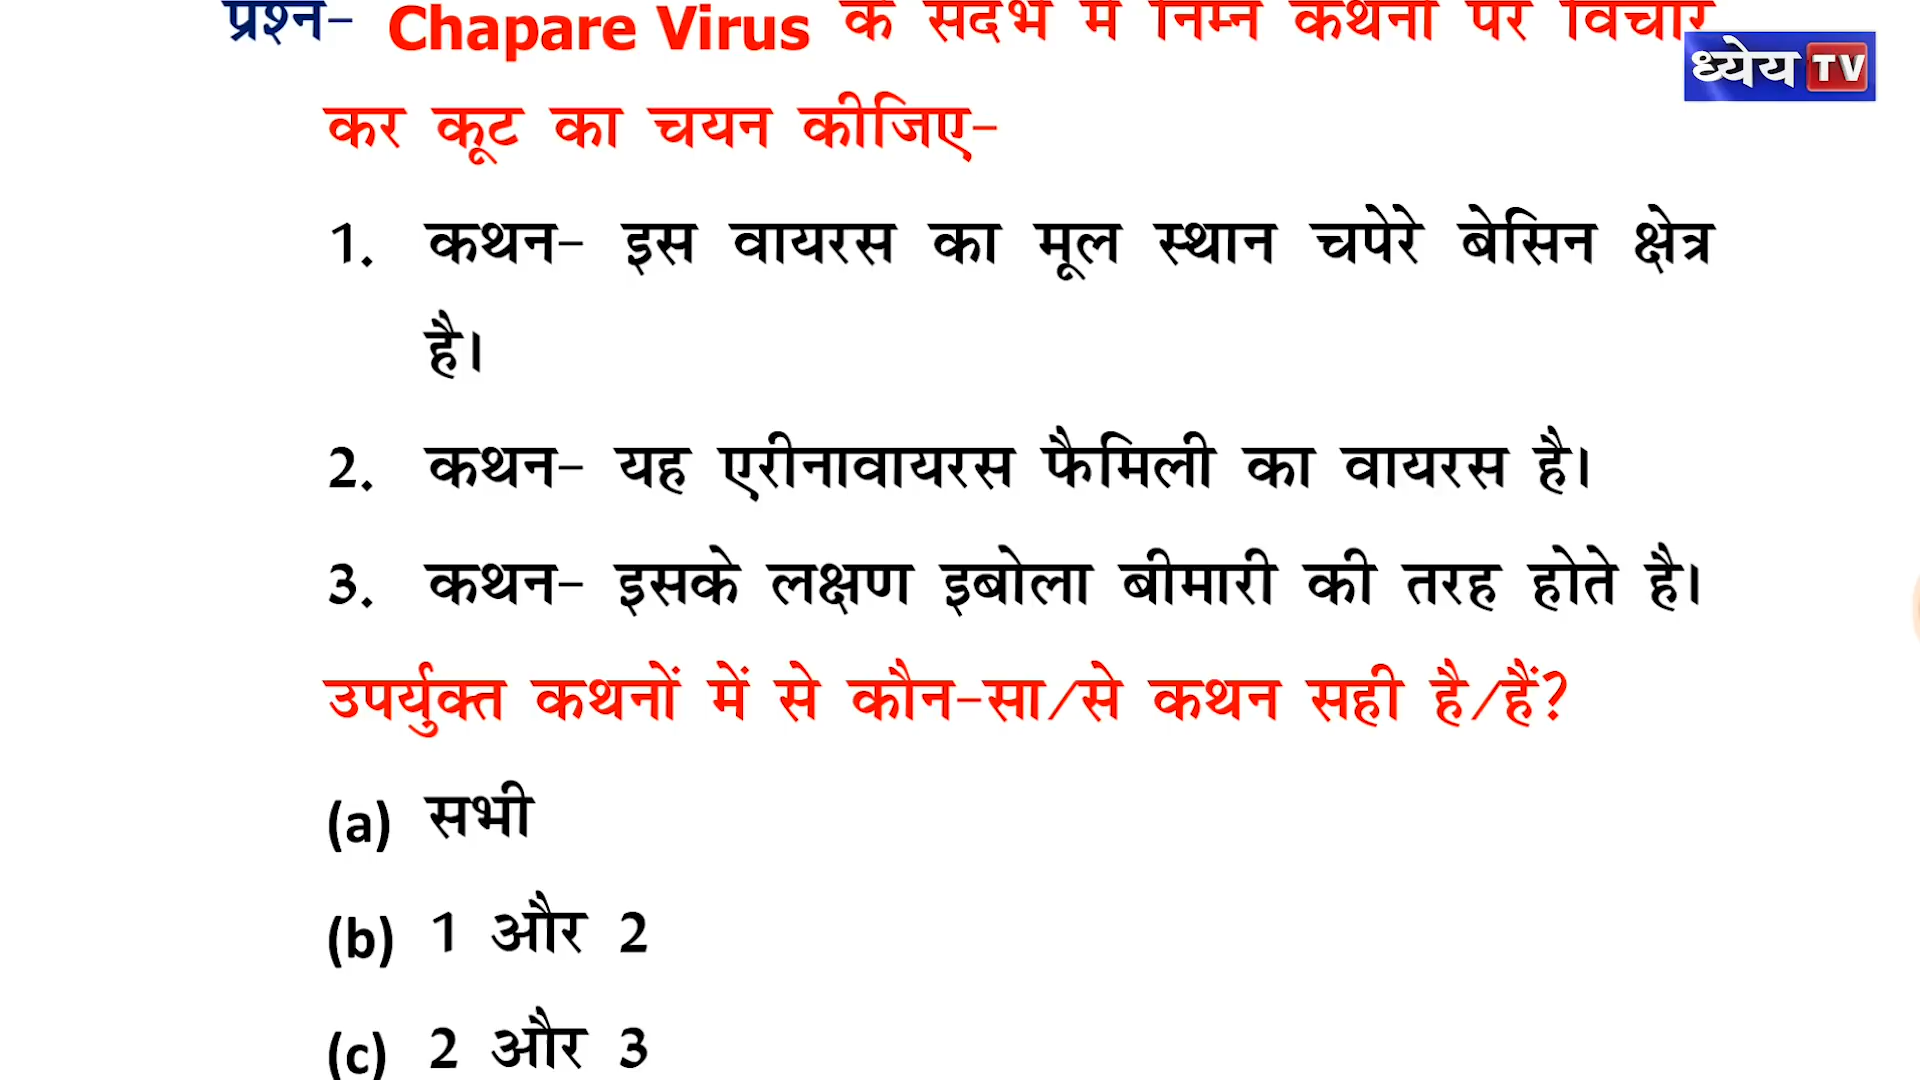 प्रश्न- Chapare Virus के संदर्भ में निम्न कथनों पर विचार
ध्येय TV
कर कूट का चयन कीजिए-
1. कथन- इस वायरस का मूल स्थान चपेरे बेसिन क्षेत्र
है।
2. कथन- यह एरीनावायरस फैमिली का वायरस है।
3. कथन- इसके लक्षण इबोला बीमारी की तरह होते है।
उपर्युक्त कथनों में से कौन-सा/से कथन सही है/हैं?
(a) सभी
(b) 1 और 2
(c) 2 और 3